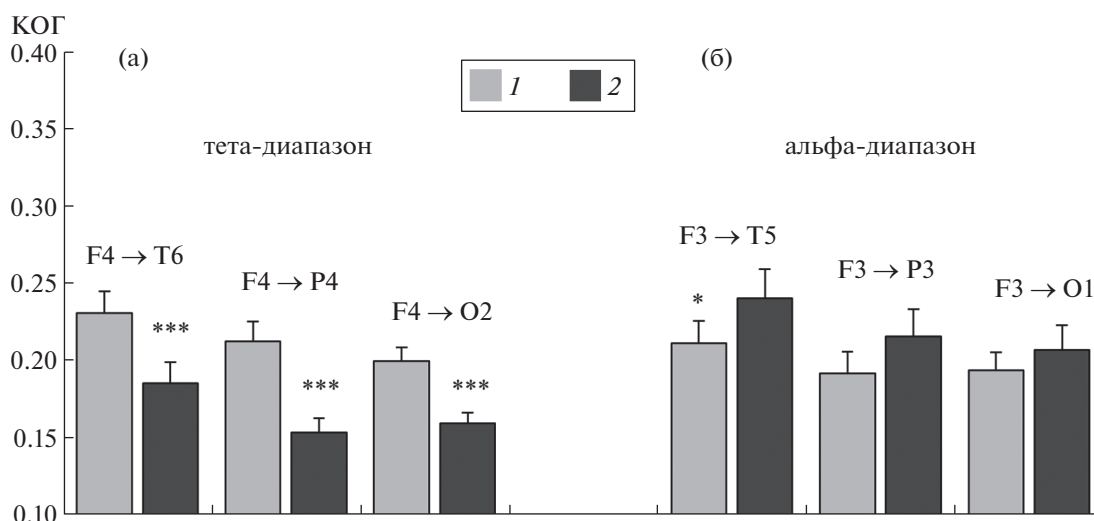 КОГ
0.40
(а)
1
2
(б)
0.35
тета-диапазон
альфа-диапазон
0.30
F4 → T6
F4 → P4
F4 → O2
F3 → T5
F3 → P3
F3 → O1
0.25
***
***
***
*
0.20
0.15
0.10